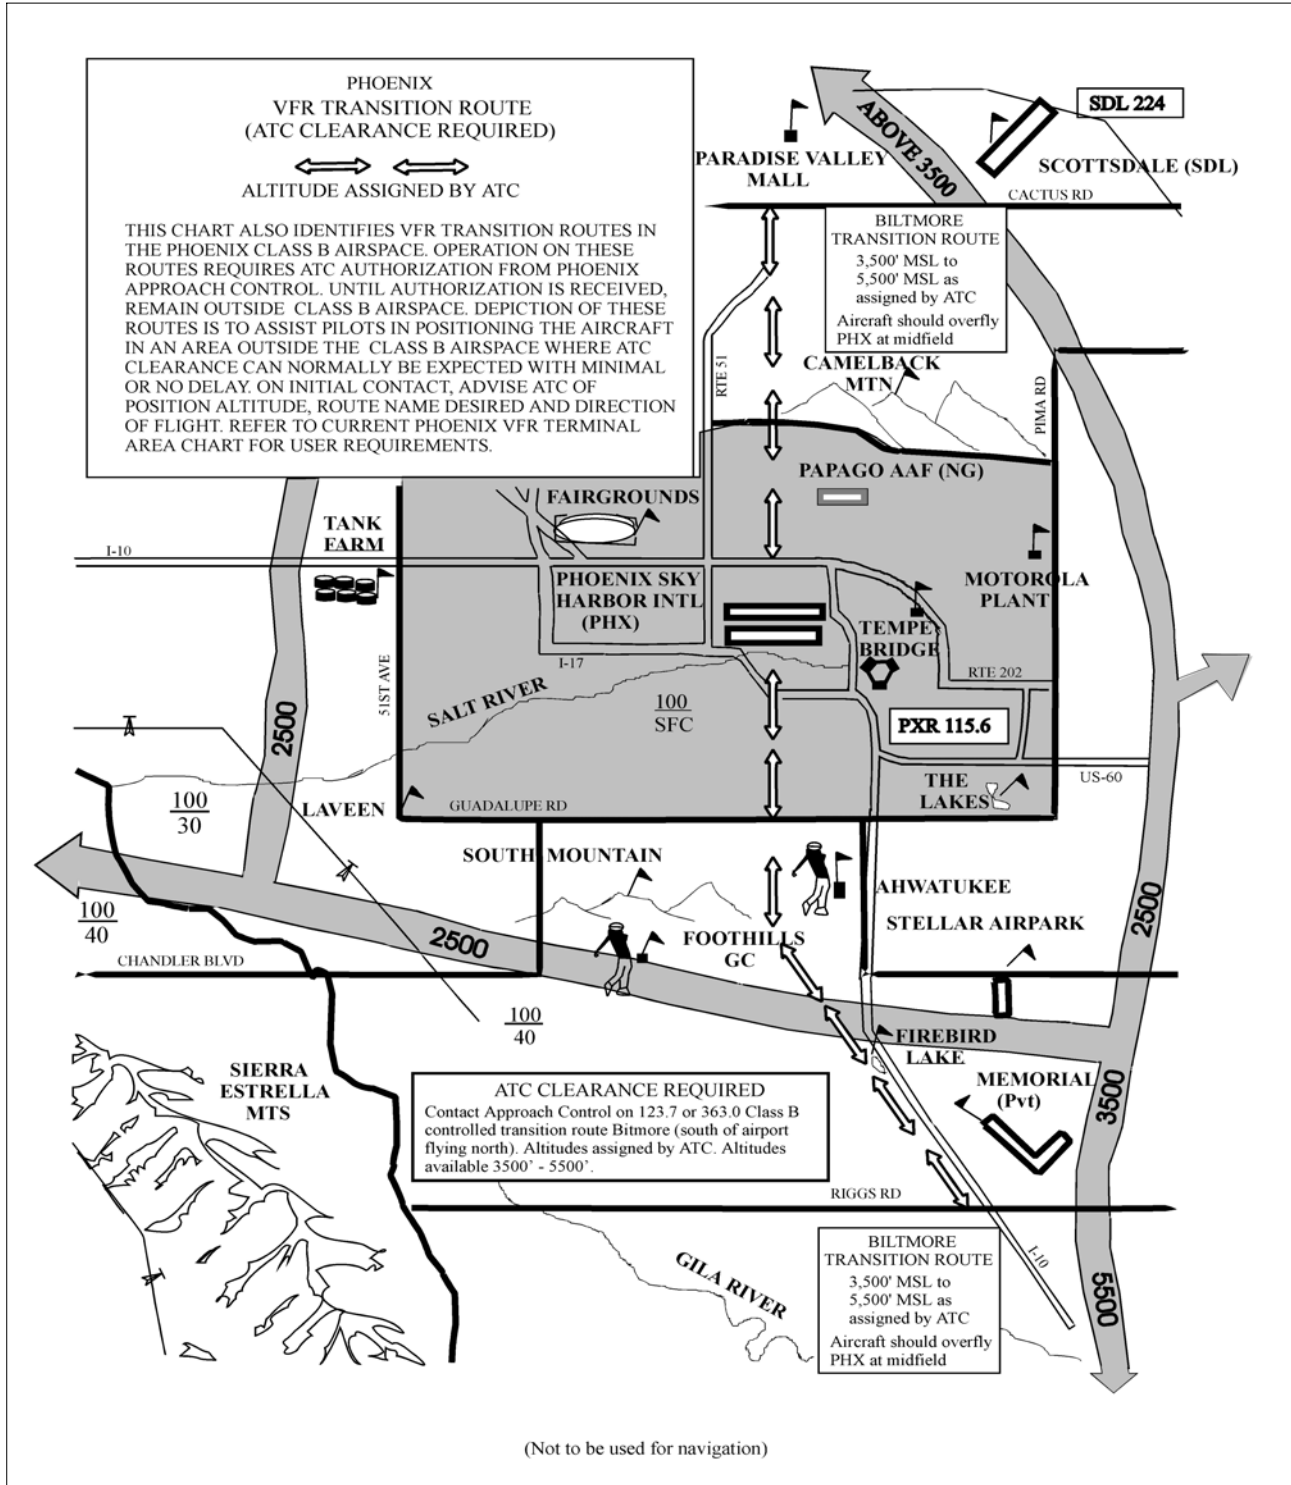 PHOENIX
VFR TRANSITION ROUTE
(ATC CLEARANCE REQUIRED)
ALTITUDE ASSIGNED BY ATC
THIS CHART ALSO IDENTIFIES VFR TRANSITION ROUTES IN
THE PHOENIX CLASS B AIRSPACE. OPERATION ON THESE
ROUTES REQUIRES ATC AUTHORIZATION FROM PHOENIX
APPROACH CONTROL. UNTIL AUTHORIZATION IS RECEIVED,
REMAIN OUTSIDE CLASS B AIRSPACE. DEPICTION OF THESE
ROUTES IS TO ASSIST PILOTS IN POSITIONING THE AIRCRAFT
IN AN AREA OUTSIDE THE CLASS B AIRSPACE WHERE ATC
CLEARANCE CAN NORMALLY BE EXPECTED WITH MINIMAL
OR NO DELAY. ON INITIAL CONTACT, ADVISE ATC OF
POSITION ALTITUDE, ROUTE NAME DESIRED AND DIRECTION
OF FLIGHT. REFER TO CURRENT PHOENIX VFR TERMINAL
AREA CHART FOR USER REQUIREMENTS.
ABOVE 3500
SDL 224
PARADISE VALLEY
MALL
SCOTTSDALE (SDL)
CACTUS RD
BILTMORE
TRANSITION ROUTE
3,500' MSL to
5,500' MSL as
assigned by ATC
Aircraft should overfly
PHX at midfield
RTE 51
CAMELBACK
MTN
PIMA RD
PAPAGO AAF (NG)
FAIRGROUNDS
TANK
FARM
I-10
PHOENIX SKY
HARBOR INTL
(PHX)
MOTOROLA
PLANT
TEMPE
BRIDGE
I-17
RTE 202
51ST AVE
SALT RIVER
100
SFC
2500
PXR 115.6
US-60
THE
LAKES
100
30
LAVEEN
GUADALUPE RD
SOUTH MOUNTAIN
AHWATUKEE
STELLAR AIRPARK
2500
100
40
2500
FOOTHILLS
GC
CHANDLER BLVD
100
40
FIREBIRD
LAKE
SIERRA
ESTRELLA
MTS
MEMORIAL
(Pvt)
3500
ATC CLEARANCE REQUIRED
Contact Approach Control on 123.7 or 363.0 Class B
controlled transition route Bitmore (south of airport
flying north). Altitudes assigned by ATC. Altitudes
available 3500' - 5500'.
RIGGS RD
I-10
GILA RIVER
BILTMORE
TRANSITION ROUTE
3,500' MSL to
5,500' MSL as
assigned by ATC
Aircraft should overfly
PHX at midfield
5500
(Not to be used for navigation)